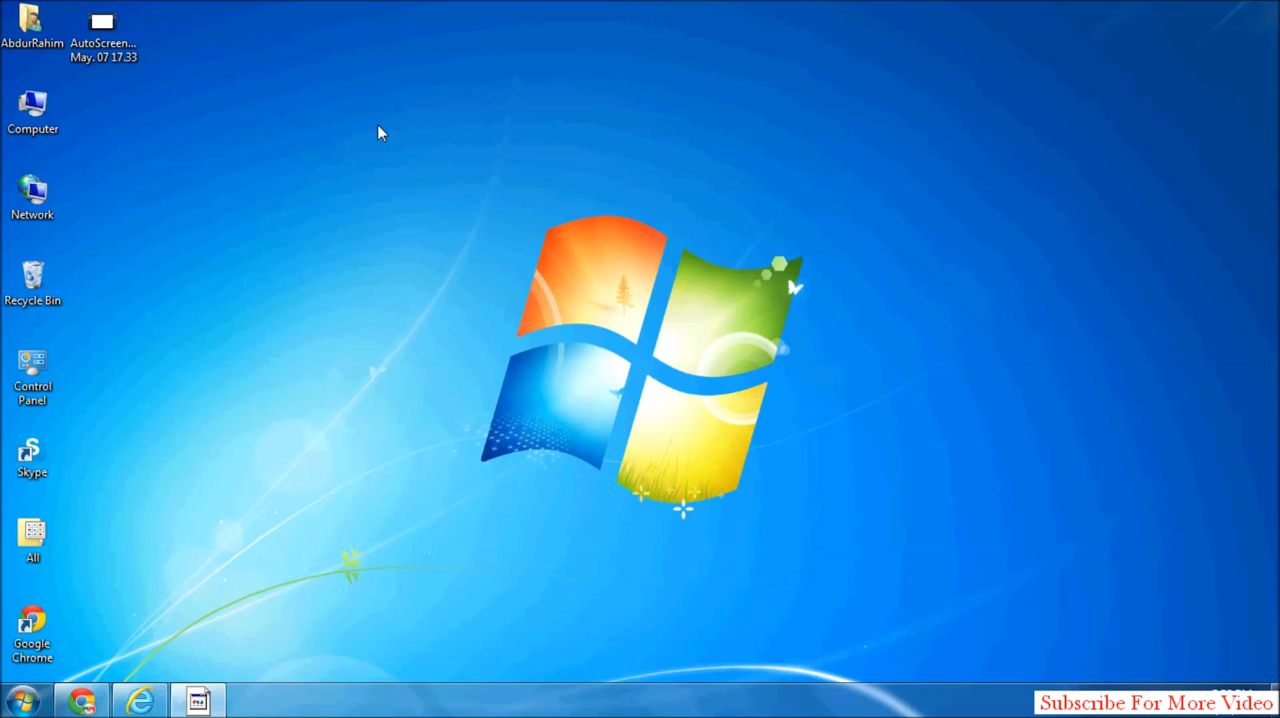 AbdurRahim
AutoScreen...
May. 07 17.33
Computer
Network
Recycle Bin
Control
Panel
Skype
All
Google
Chrome
Subscribe For More Video